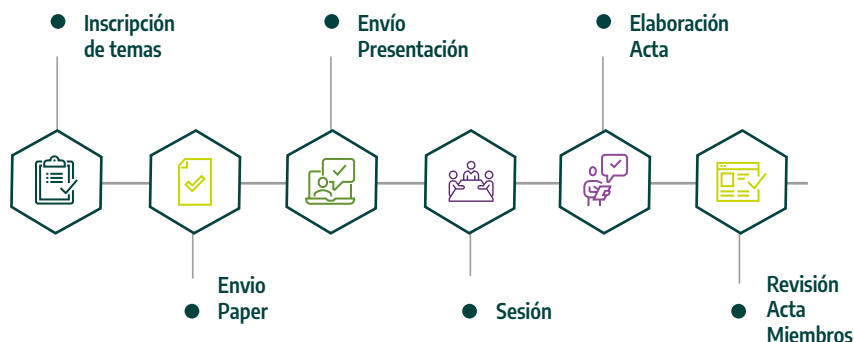 Inscripción
de temas
Envio
Paper
Envío
Presentación
Sesión
Elaboración
Acta
Revisión
Acta
Miembros